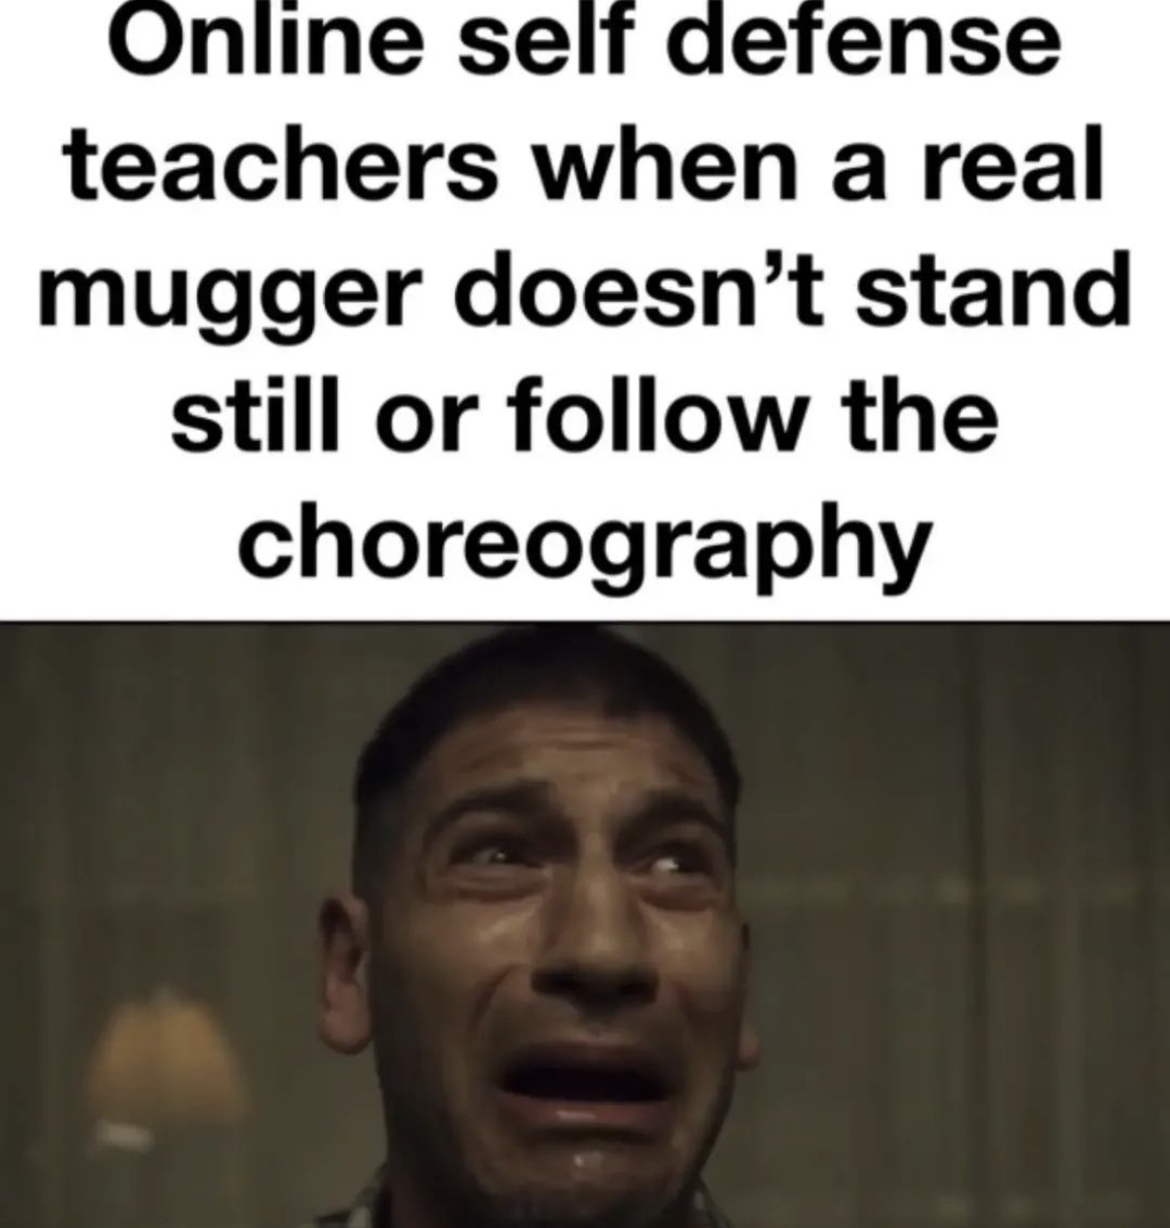 Online self defense
teachers when a real
mugger doesn’t stand
still or follow the
choreography